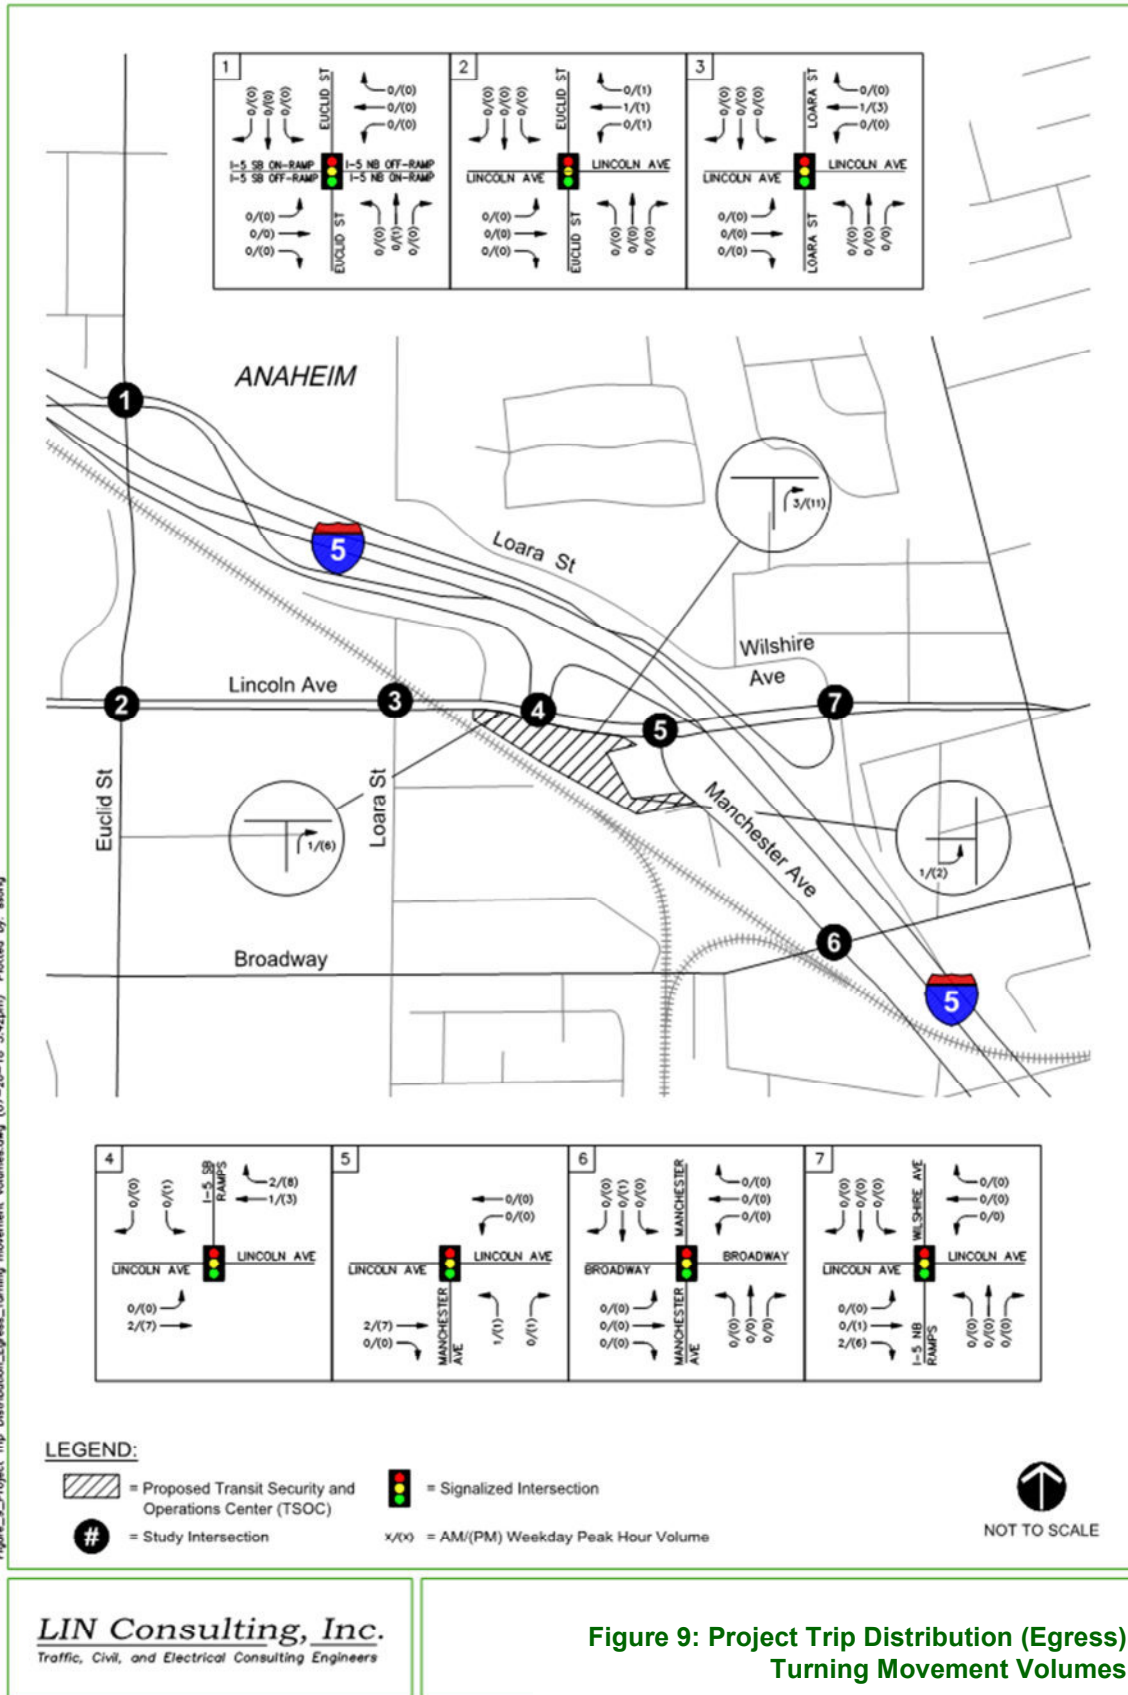 1
0/(0)
0/(0)
0/(0)
EUCLID ST
0/(0)
0/(0)
0/(0)
I-5 SB ON-RAMP
I-5 NB OFF-RAMP
I-5 SB OFF-RAMP
I-5 NB ON-RAMP
0/(0)
0/0)
0/(0)
EUCLID ST
0/(0)
0/(1)
0/(0)
2
0/(0)
0/(0)
0/(0)
EUCLID ST
0/(1)
1/(1)
0/(1)
LINCOLN AVE
LINCOLN AVE
0/(0)
0/(0)
0/(0)
EUCLID ST
0/(0)
0/(0)
0/(0)
3
0/(0)
0/(0)
0/(0)
LOARA ST
0/(0)
1/(3)
0/(0)
LINCOLN AVE
LINCOLN AVE
0/(0)
0/(0)
0/(0)
LOARA ST
0/(0)
0/(0)
0/0)
ANAHEIM
1
3/(11)
5
Loara St
Wilshire
Ave
Lincoln Ave
2
3
4
5
7
Euclid St
Loara St
1/(6)
Manchester Ave
1/(2)
6
Broadway
5
4
0/(0)
0/(1)
I-5 SB
RAMPS
2/(8)
1/(3)
LINCOLN AVE
LINCOLN AVE
0/(0)
2/(7)
5
0/(0)
0/(0)
LINCOLN AVE
LINCOLN AVE
2/(7)
0/(0)
MANCHESTER
AVE
1/(1)
0/(1)
6
0/(0)
0/(1)
0/(0)
MANCHESTER
0/(0)
0/(0)
0/(0)
BROADWAY
BROADWAY
0/(0)
0/(0)
0/(0)
MANCHESTER
AVE
0/(0)
0/0)
0/0)
7
0/(0)
0/(0)
0/(0)
WILSHIRE AVE
0/(0)
0/(0)
0/0)
LINCOLN AVE
LINCOLN AVE
0/(0)
0/(1)
2/(6)
I-5 NB
RAMPS
0/(0)
0/(0)
0/(0)
LEGEND:
= Proposed Transit Security and
Operations Center (TSOC)
= Signalized Intersection
# = Study Intersection
x/(x) = AM/(PM) Weekday Peak Hour Volume
NOT TO SCALE
LIN Consulting, Inc.
Traffic, Civil, and Electrical Consulting Engineers
Figure 9: Project Trip Distribution (Egress)
Turning Movement Volumes